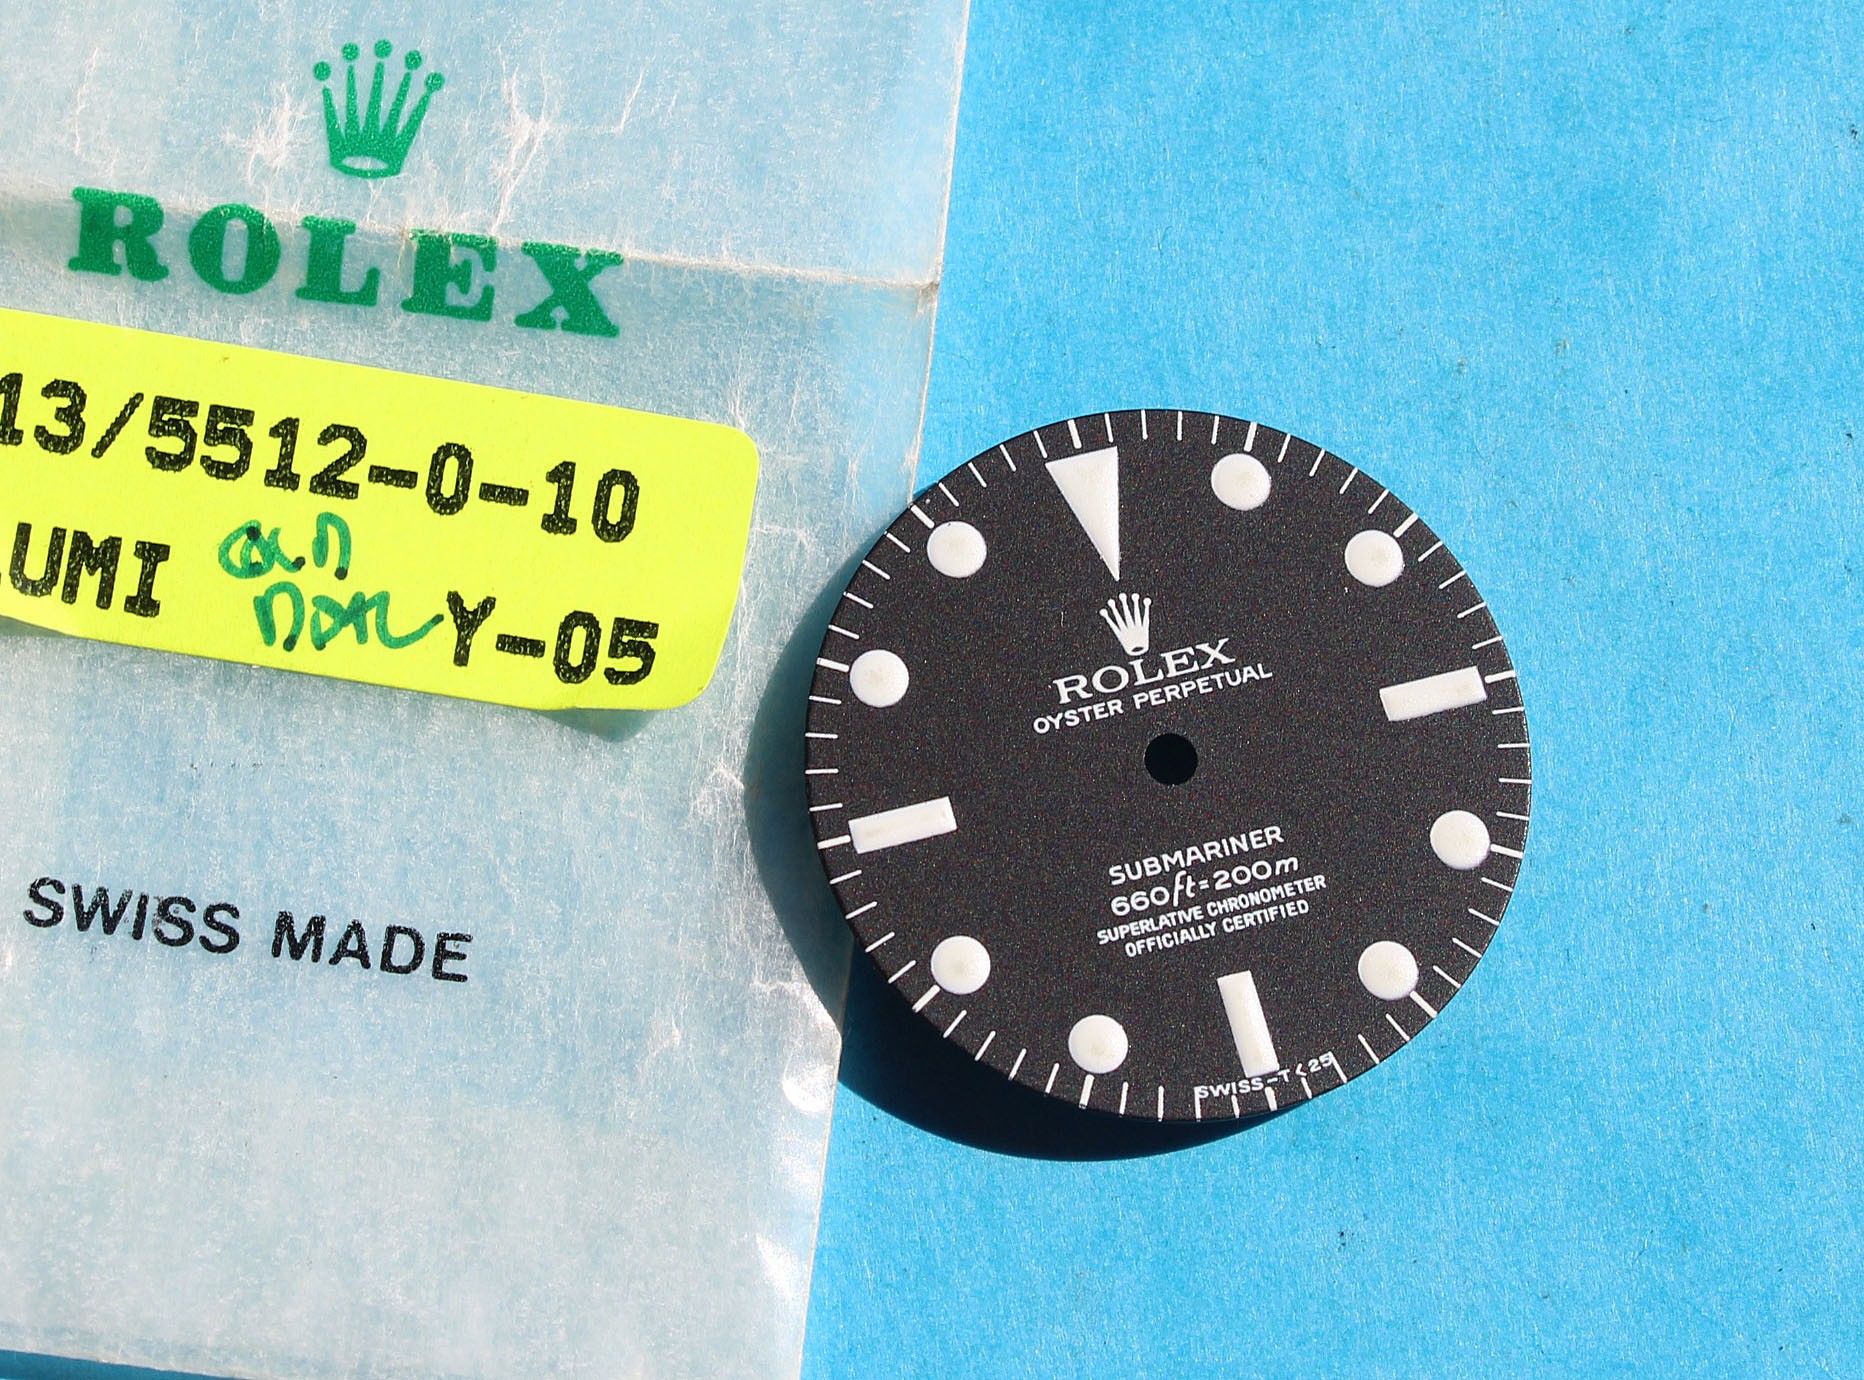 ROLEX
13/5512-0-10
LUMI Y-05
SWISS MADE
ROLEX
OYSTER PERPETUAL
SUBMARINER
660ft=200m
SUPERLATIVE CHRONOMETER
OFFICIALLY CERTIFIED
SWISS-T<25